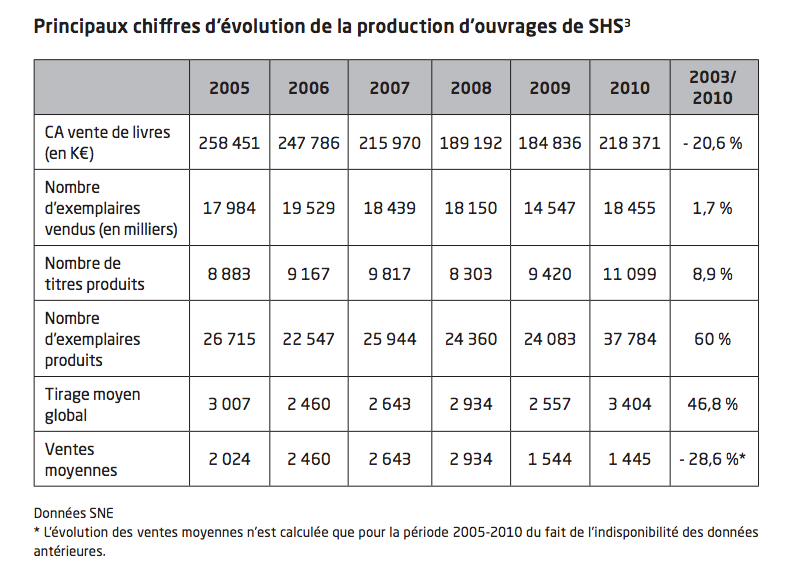 Principaux chiffres d'évolution de la production d'ouvrages de SHS³
2005 2006 2007 2008 2009 2010 2003/
2010
CA vente de livres
(en K€) 258 451 247 786 215 970 189 192 184 836 218 371 - 20,6 %
Nombre
d'exemplaires
vendus (en milliers) 17 984 19 529 18 439 18 150 14 547 18 455 1,7 %
Nombre de
titres produits 8 883 9 167 9 817 8 303 9 420 11 099 8,9 %
Nombre
d'exemplaires
produits 26 715 22 547 25 944 24 360 24 083 37 784 60 %
Tirage moyen
global 3 007 2 460 2 643 2 934 2 557 3 404 46,8 %
Ventes
moyennes 2 024 2 460 2 643 2 934 1 544 1 445 - 28,6 %*
Données SNE
* L'évolution des ventes moyennes n'est calculée que pour la période 2005-2010 du fait de l'indisponibilité des données
antérieures.